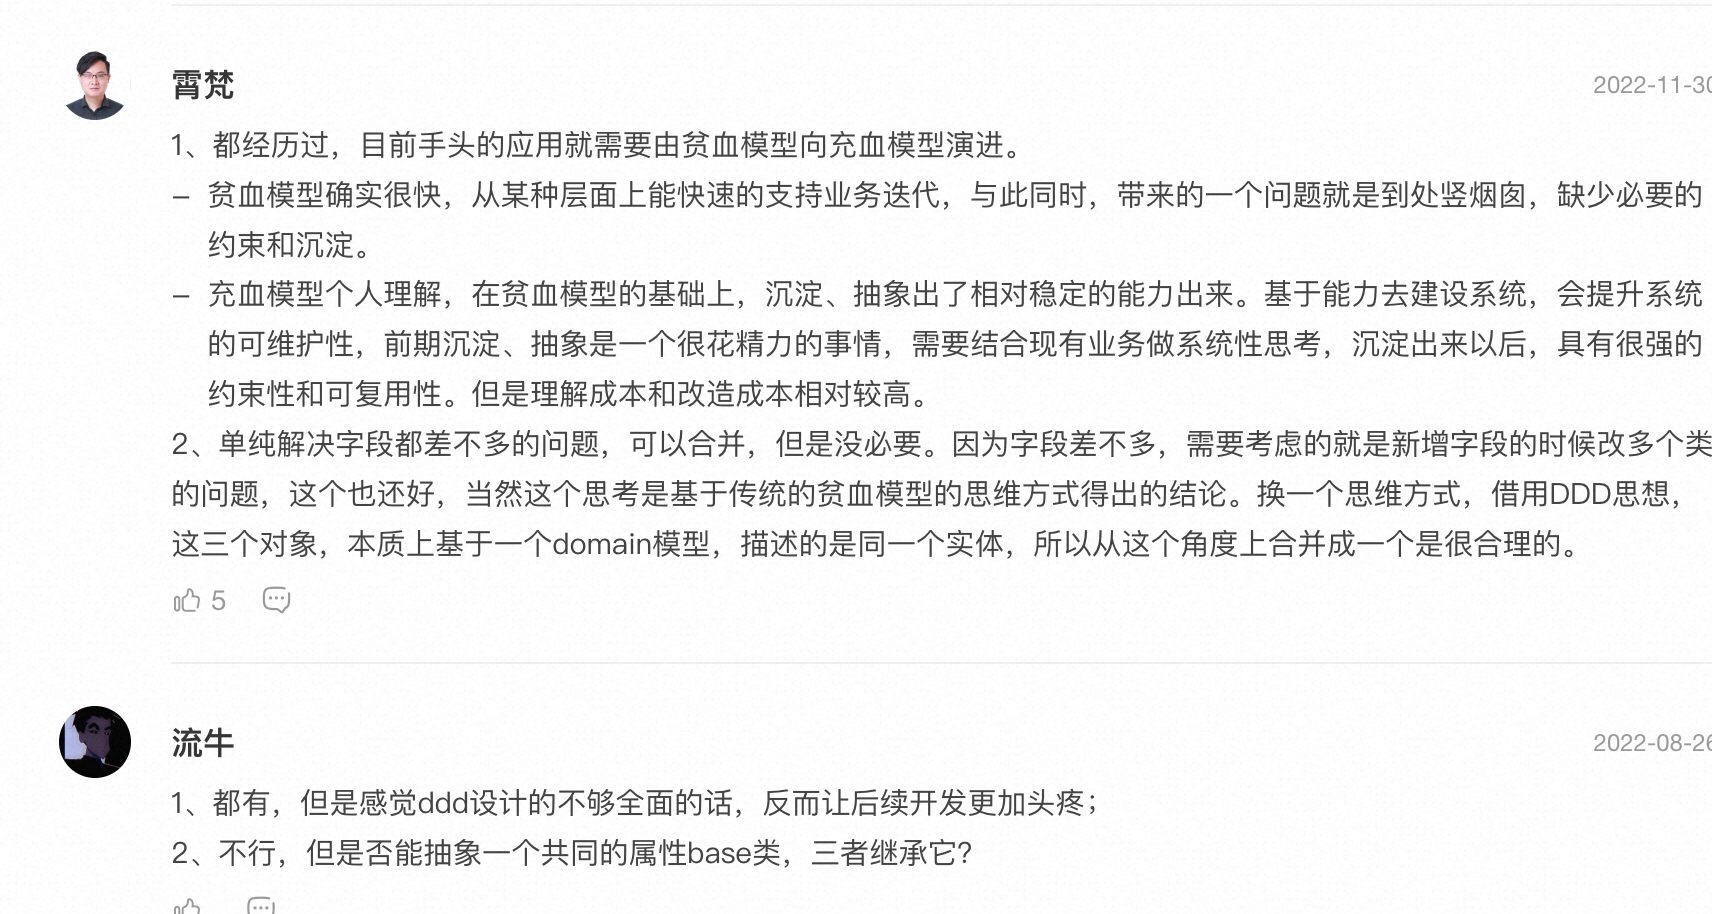 霄梵
2022-11-30
1、都经历过，目前手头的应用就需要由贫血模型向充血模型演进。
– 贫血模型确实很快，从某种层面上能快速的支持业务迭代，与此同时，带来的一个问题就是到处竖烟囱，缺少必要的
约束和沉淀。
– 充血模型个人理解，在贫血模型的基础上，沉淀、抽象出了相对稳定的能力出来。基于能力去建设系统，会提升系统
的可维护性，前期沉淀、抽象是一个很花精力的事情，需要结合现有业务做系统性思考，沉淀出来以后，具有很强的
约束性和可复用性。但是理解成本和改造成本相对较高。
2、单纯解决字段都差不多的问题，可以合并，但是没必要。因为字段差不多，需要考虑的就是新增字段的时候改多个类
的问题，这个也还好，当然这个思考是基于传统的贫血模型的思维方式得出的结论。换一个思维方式，借用DDD思想，
这三个对象，本质上基于一个domain模型，描述的是同一个实体，所以从这个角度上合并成一个是很合理的。
5
流牛
2022-08-26
1、都有，但是感觉ddd设计的不够全面的话，反而让后续开发更加头疼；
2、不行，但是否能抽象一个共同的属性base类，三者继承它？